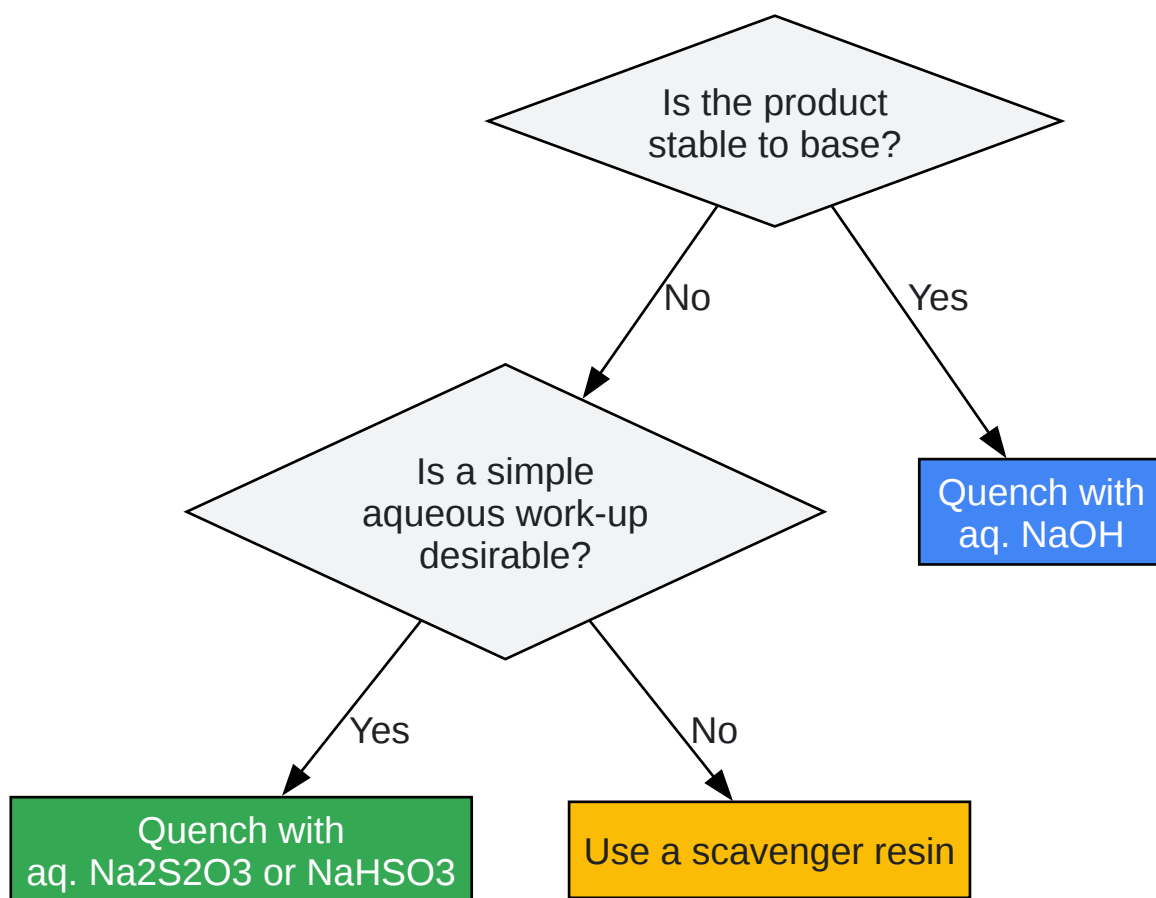 Is the product
stable to base?
No
Yes
Is a simple
aqueous work-up
desirable?
Quench with
aq. NaOH
Yes
No
Quench with
aq. Na2S2O3 or NaHSO3
Use a scavenger resin